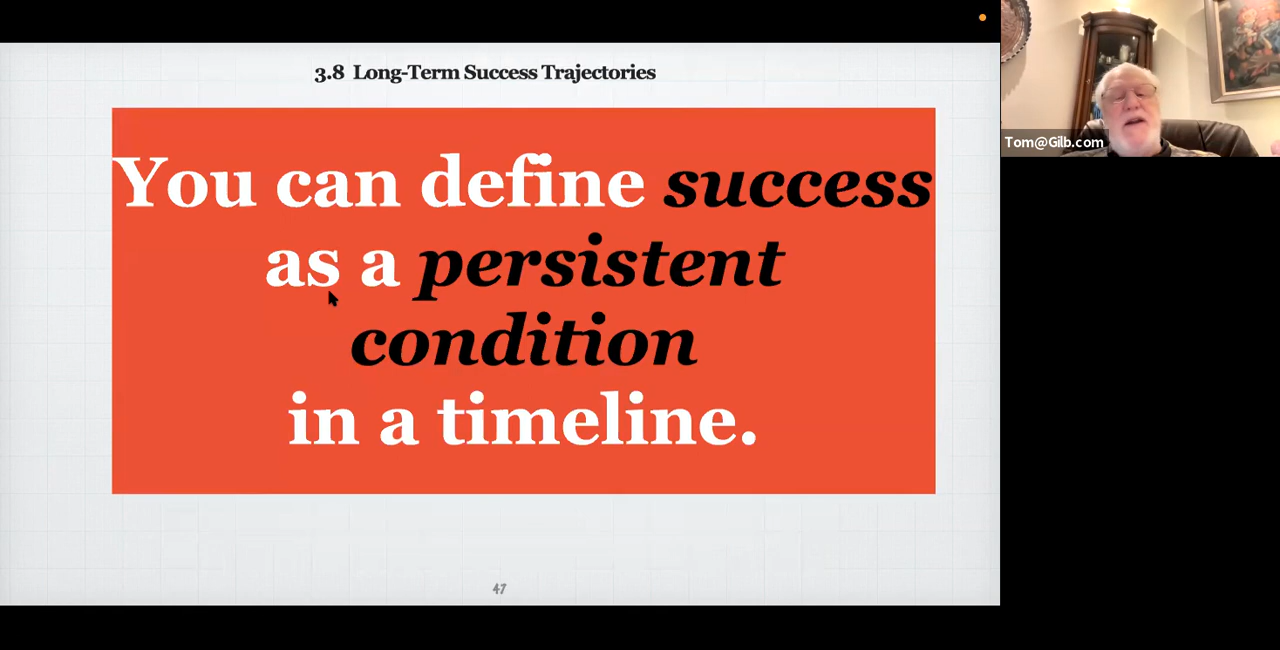 3.8 Long-Term Success Trajectories
You can define success
as a persistent
condition
in a timeline.
47
Tom@Gilb.com